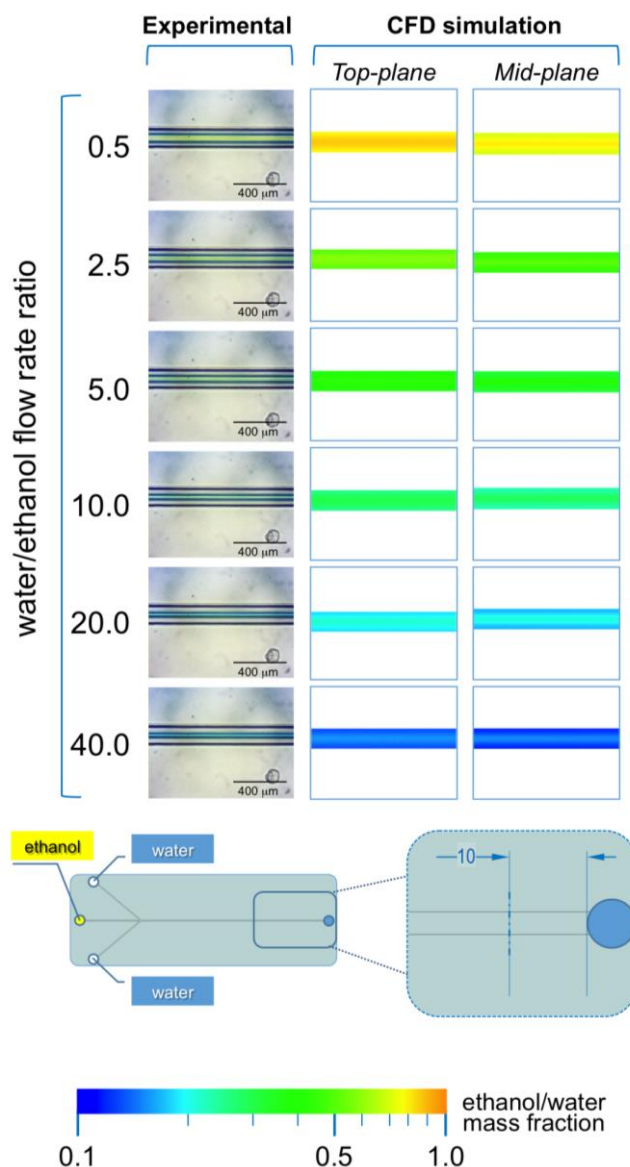 Experimental
CFD simulation
Top-plane
Mid-plane
water/ethanol flow rate ratio
0.5
400 μm
2.5
400 μm
5.0
400 μm
10.0
400 μm
20.0
400 μm
40.0
400 μm
ethanol
water
water
10
ethanol/water
mass fraction
0.1
0.5
1.0